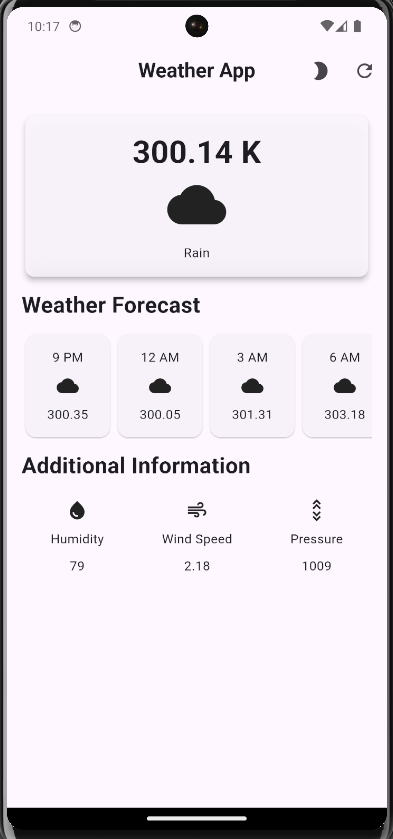 10:17
Weather App
300.14 K
Rain
Weather Forecast
9 PM 12 AM 3 AM 6 AM
300.35 300.05 301.31 303.18
Additional Information
Humidity Wind Speed Pressure
79 2.18 1009